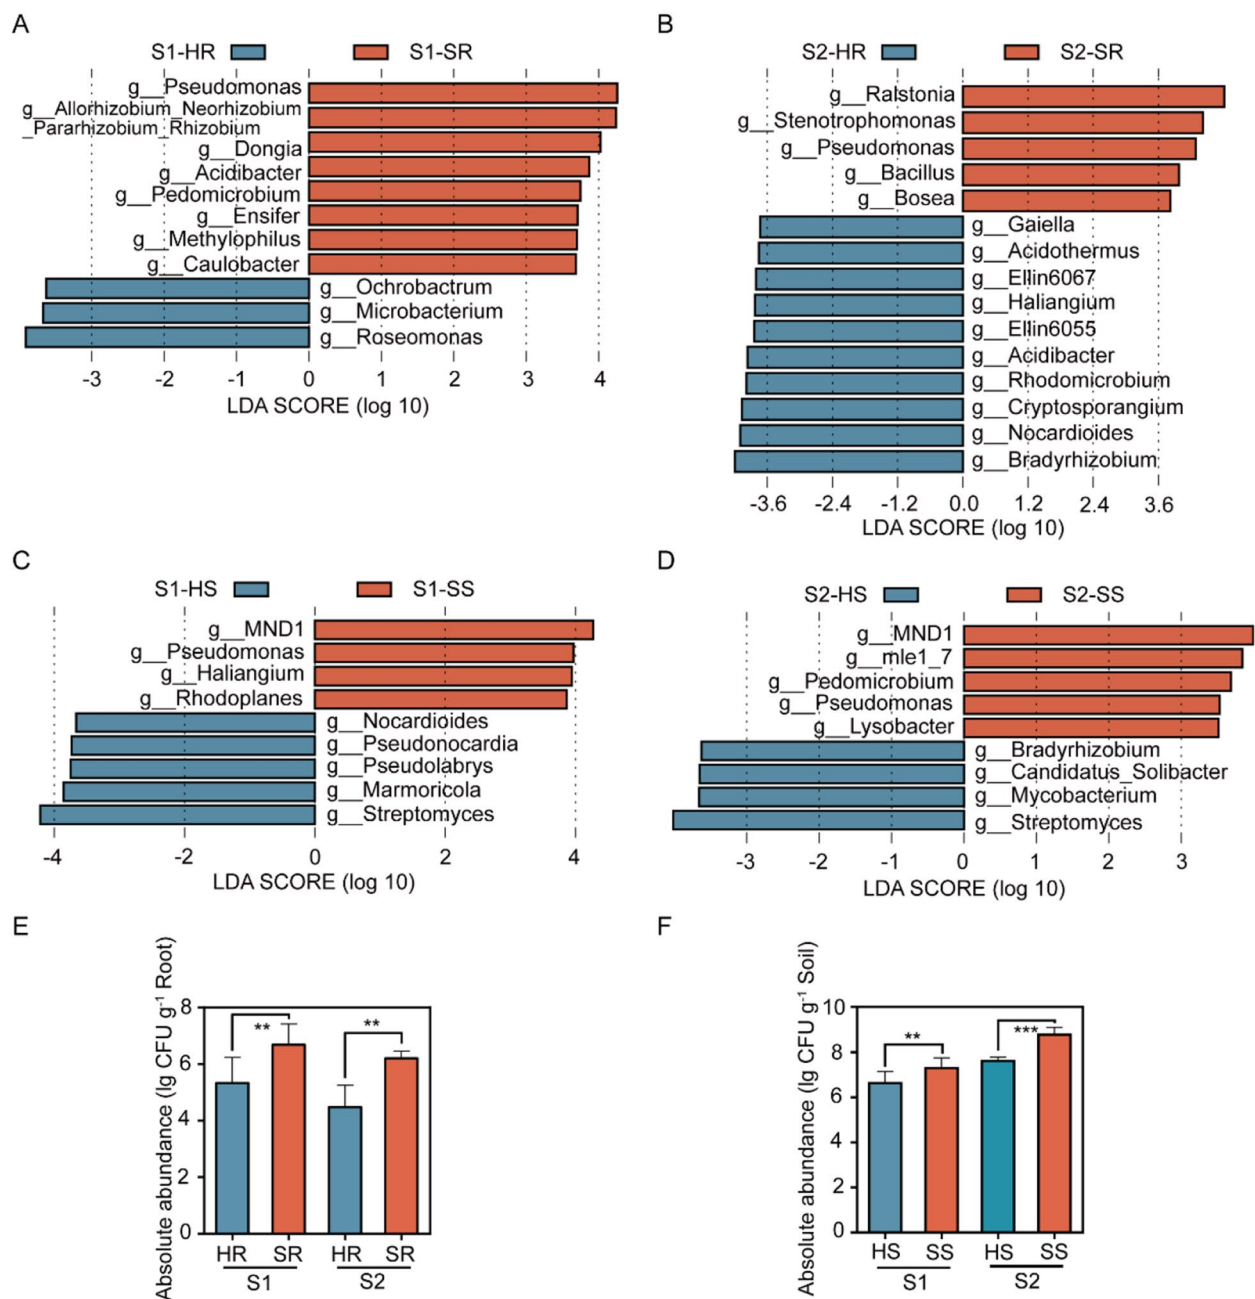 A
S1-HR
S1-SR
g__Pseudomonas
g__Allorhizobium_Neorhizobium
_Pararhizobium_Rhizobium
g__Dongia
g__Acidibacter
g__Pedomicrobium
g__Ensifer
g__Methylophilus
g__Caulobacter
g__Ochrobactrum
g__Microbacterium
g__Roseomonas
-3 -2 -1 0 1 2 3 4
LDA SCORE (log 10)
B
S2-HR
S2-SR
g__Ralstonia
g__Stenotrophomonas
g__Pseudomonas
g__Bacillus
g__Bosea
g__Gaiella
g__Acidothermus
g__Ellin6067
g__Haliangium
g__Ellin6055
g__Acidibacter
g__Rhodomicrobium
g__Cryptosporangium
g__Nocardioides
g__Bradyrhizobium
-3.6 -2.4 -1.2 0.0 1.2 2.4 3.6
LDA SCORE (log 10)
C
S1-HS
S1-SS
g__MND1
g__Pseudomonas
g__Haliangium
g__Rhodoplanes
g__Nocardioides
g__Pseudonocardia
g__Pseudolabrys
g__Marmoricola
g__Streptomyces
-4 -2 0 2 4
LDA SCORE (log 10)
D
S2-HS
S2-SS
g__MND1
g__mle1_7
g__Pedomicrobium
g__Pseudomonas
g__Lysobacter
g__Bradyrhizobium
g__Candidatus_Solibacter
g__Mycobacterium
g__Streptomyces
-3 -2 -1 0 1 2 3
LDA SCORE (log 10)
E
Absolute abundance (lg CFU g⁻¹ Root)
8
6
4
2
0
**
**
HR SR HR SR
S1 S2
F
Absolute abundance (lg CFU g⁻¹ Soil)
10
8
6
4
2
0
**
***
HS SS HS SS
S1 S2